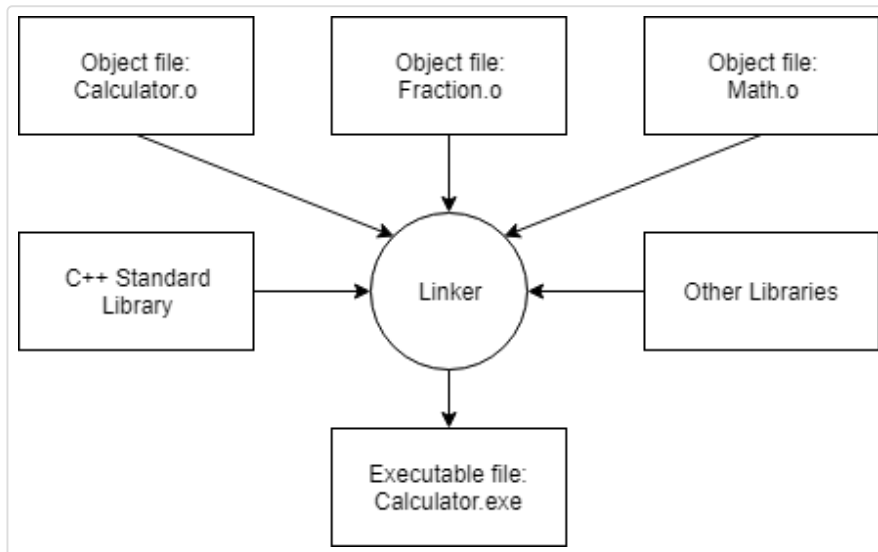 Object file:
Calculator.o
Object file:
Fraction.o
Object file:
Math.o
C++ Standard
Library
Linker
Other Libraries
Executable file:
Calculator.exe